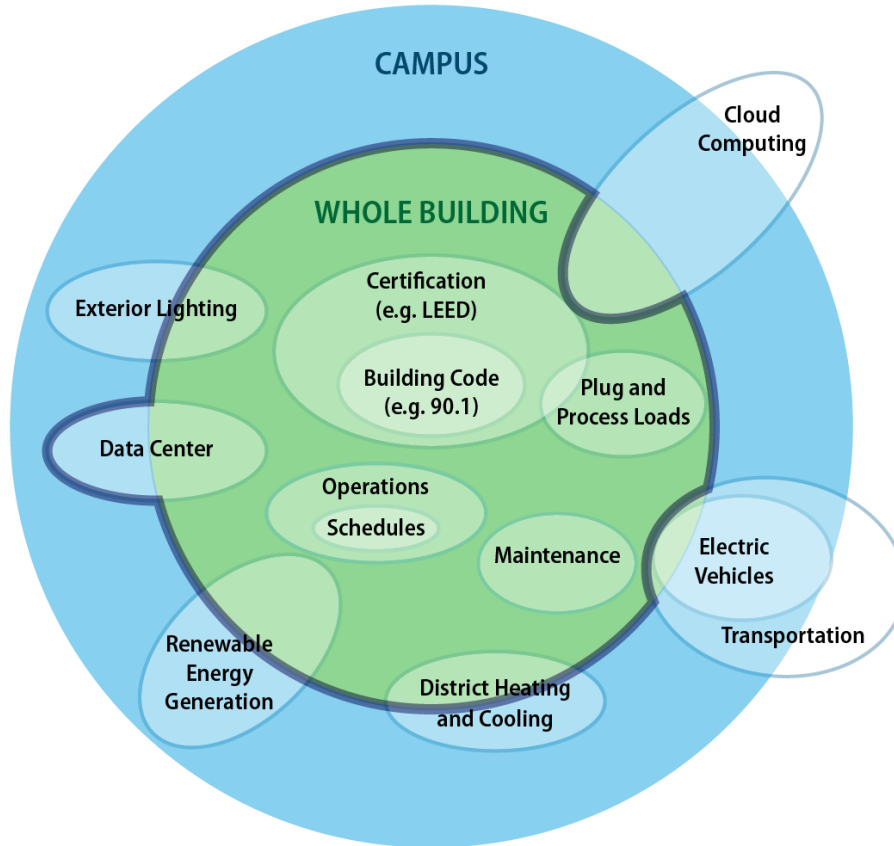 CAMPUS
Cloud
Computing
WHOLE BUILDING
Certification
(e.g. LEED)
Exterior Lighting
Building Code
(e.g. 90.1)
Plug and
Process Loads
Data Center
Operations
Schedules
Maintenance
Electric
Vehicles
Transportation
Renewable
Energy
Generation
District Heating
and Cooling